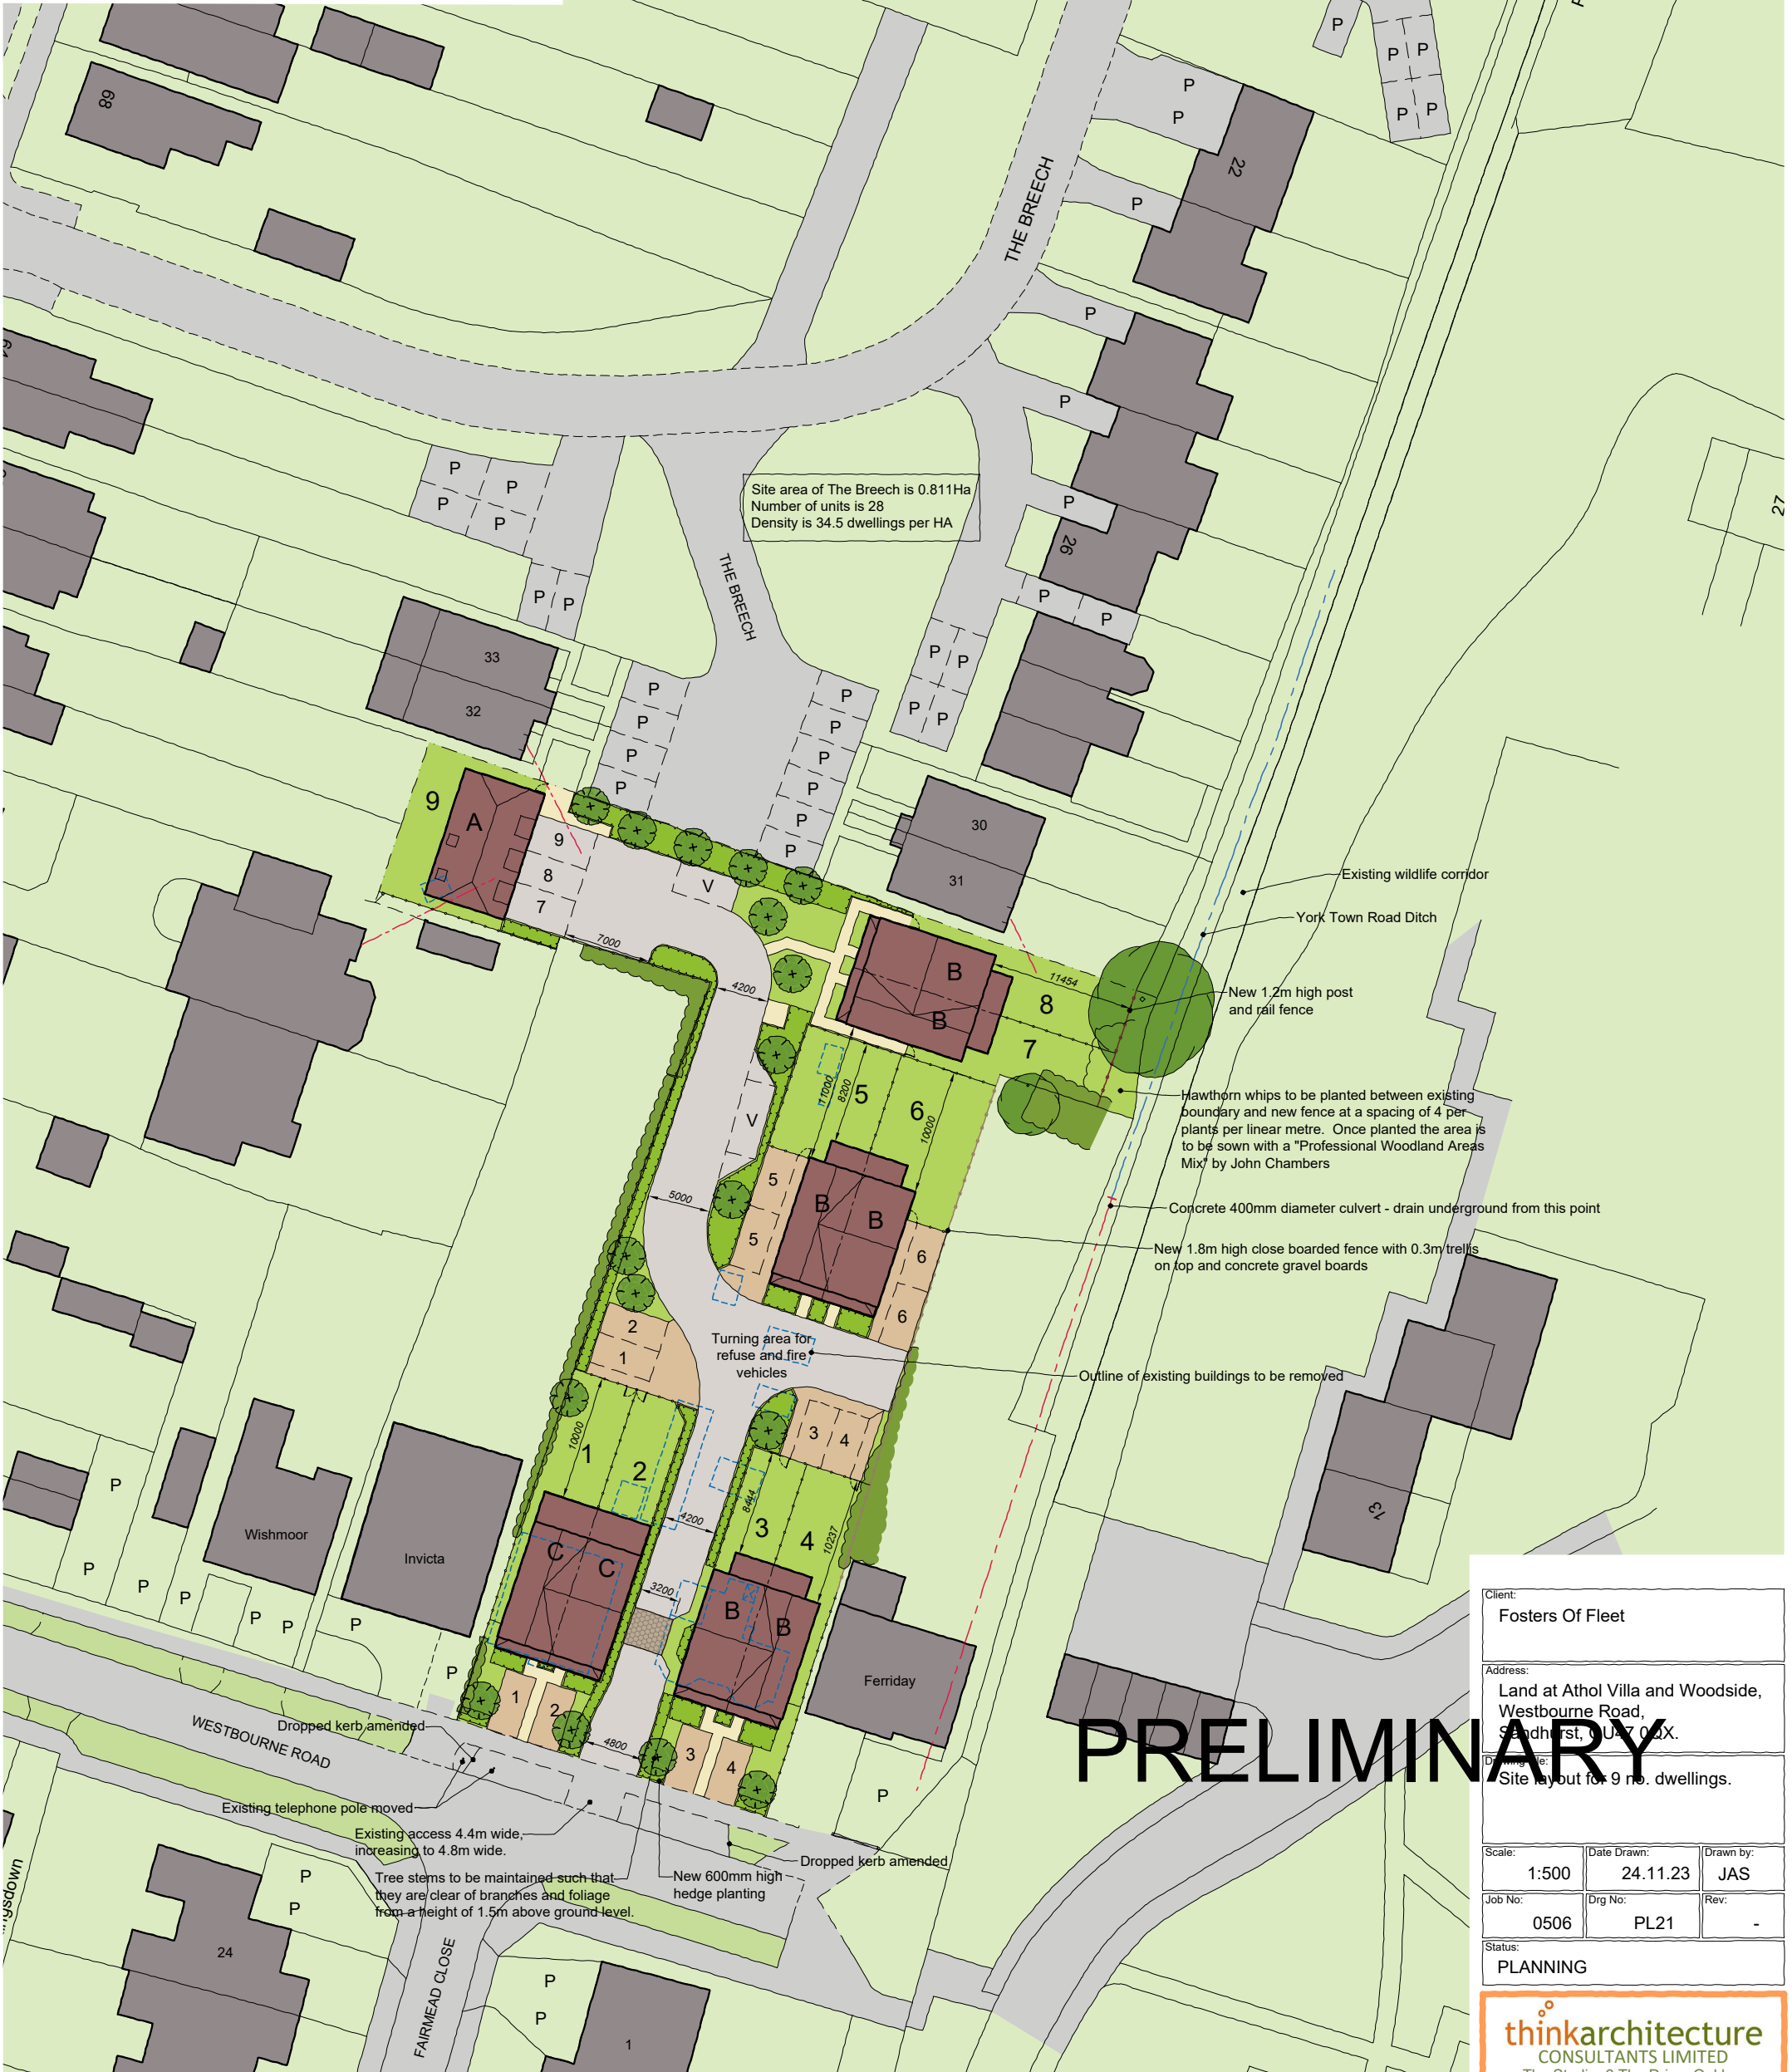 68
P
P
P
P
P
P
P
P
22
P
THE BREECH
P
P
P
P
P
P
P
Site area of The Breech is 0.811Ha
Number of units is 28
Density is 34.5 dwellings per HA
P
26
27
P
P
THE BREECH
P
P
33
32
P
P
P
P
P
P
P
P
P
P
P
P
P
P
30
31
9
A
9
8
7
V
7000
4200
B
B
11454
8
7
Existing wildlife corridor
York Town Road Ditch
New 1.2m high post
and rail fence
Hawthorn whips to be planted between existing
boundary and new fence at a spacing of 4 per
plants per linear metre. Once planted the area is
to be sown with a "Professional Woodland Areas
Mix" by John Chambers
11000
8200
5
6
10000
V
5000
5
5
B
B
6
6
Concrete 400mm diameter culvert - drain underground from this point
New 1.8m high close boarded fence with 0.3m trellis
on top and concrete gravel boards
2
1
Turning area for
refuse and fire
vehicles
Outline of existing buildings to be removed
3
4
10000
1
2
8444
4200
3
4
10237
C
C
3200
B
B
Wishmoor
Invicta
Ferriday
73
P
P
P
P
P
P
P
P
P
1
2
3
4
4800
WESTBOURNE ROAD
Dropped kerb amended
Existing telephone pole moved
Existing access 4.4m wide,
increasing to 4.8m wide.
Tree stems to be maintained such that
they are clear of branches and foliage
from a height of 1.5m above ground level.
New 600mm high
hedge planting
Dropped kerb amended
FAIRMEAD CLOSE
24
P
P
P
P
1
PRELIMINARY
Client:
Fosters Of Fleet
Address:
Land at Athol Villa and Woodside,
Westbourne Road,
Sandhurst, GU47 0QX.
Site layout for 9 no. dwellings.
Scale:
1:500
Date Drawn:
24.11.23
Drawn by:
JAS
Job No:
0506
Drg No:
PL21
Rev:
-
Status:
PLANNING
thinkarchitecture
CONSULTANTS LIMITED